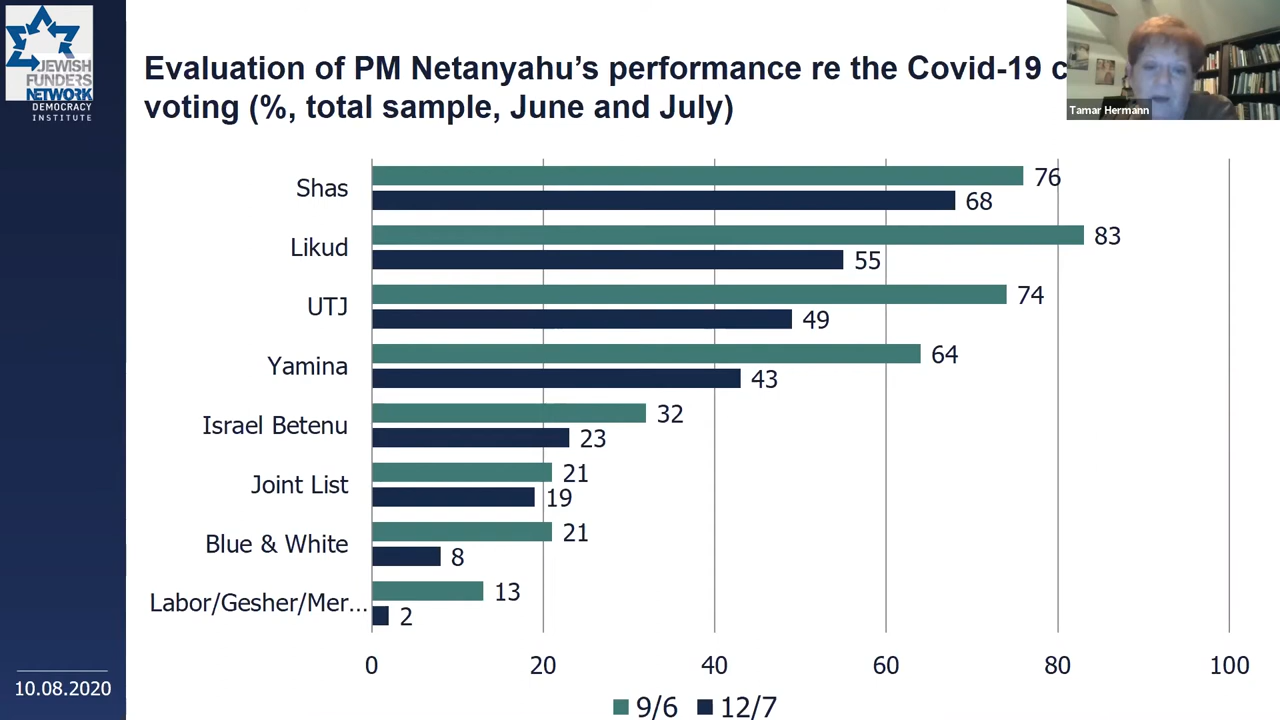 JEWISH
FUNDERS
NETWORK
DEMOCRACY
INSTITUTE
Evaluation of PM Netanyahu's performance re the Covid-19 c
voting (%, total sample, June and July)
Tamar Hermann
Shas
76
68
Likud
83
55
UTJ
74
49
Yamina
64
43
Israel Betenu
32
23
Joint List
21
19
Blue & White
21
8
Labor/Gesher/Mer...
13
2
0 20 40 60 80 100
9/6 12/7
10.08.2020